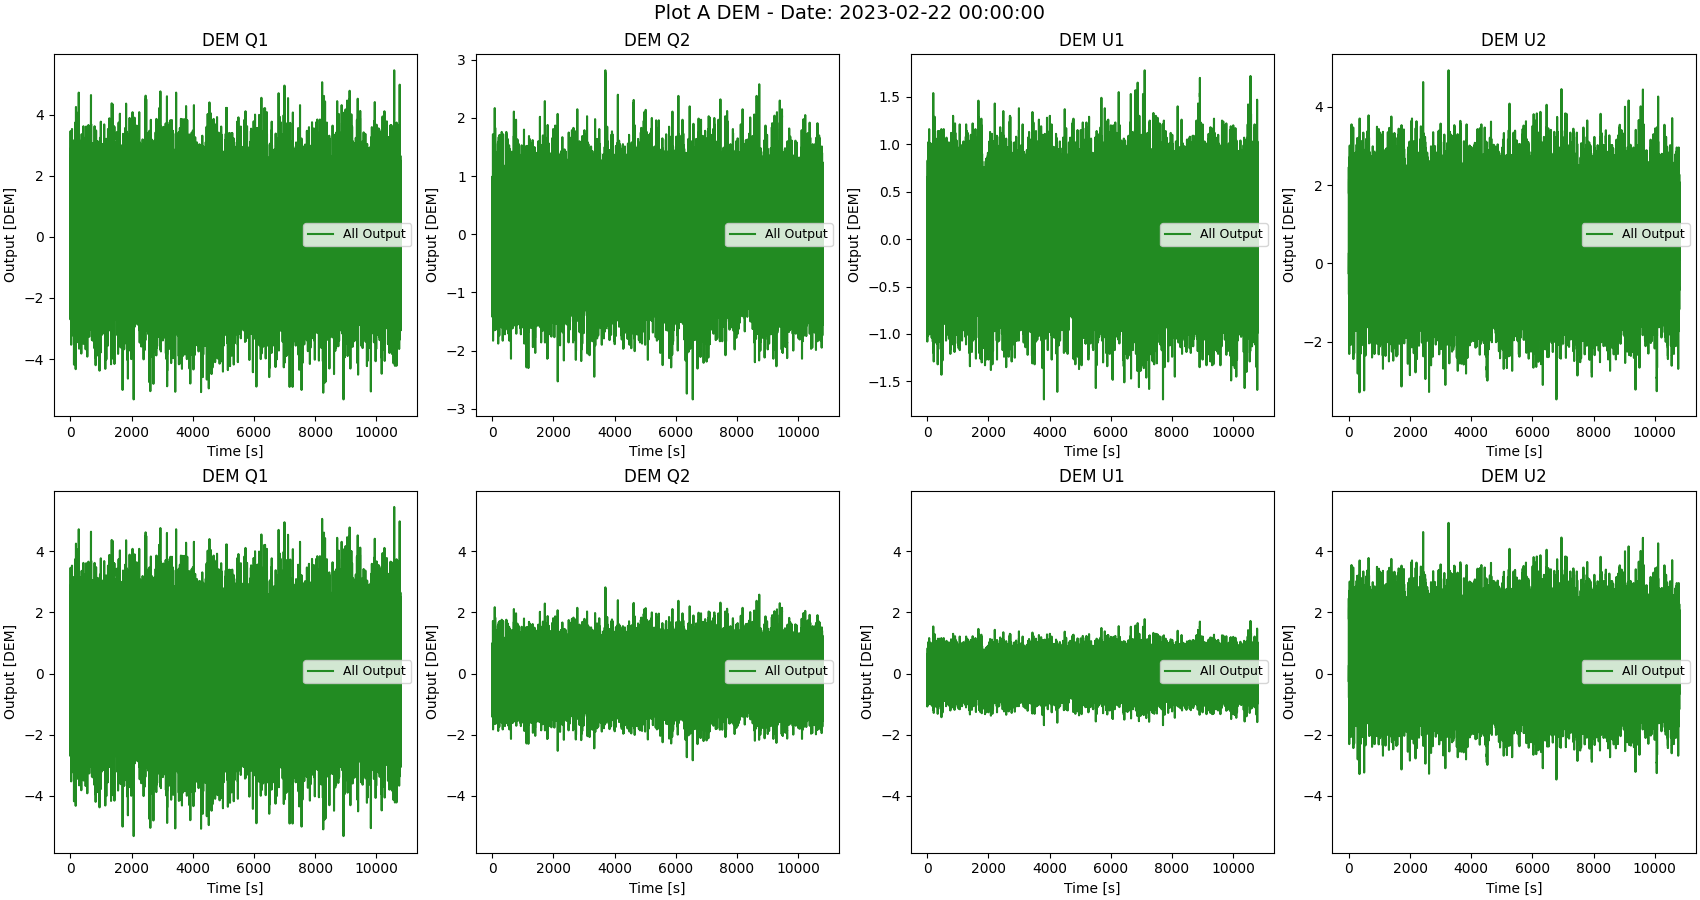 Plot A DEM - Date: 2023-02-22 00:00:00
DEM Q1
Output [DEM]
4
2
0
−2
−4
All Output
0 2000 4000 6000 8000 10000
Time [s]
DEM Q2
Output [DEM]
3
2
1
0
−1
−2
−3
All Output
0 2000 4000 6000 8000 10000
Time [s]
DEM U1
Output [DEM]
1.5
1.0
0.5
0.0
−0.5
−1.0
−1.5
All Output
0 2000 4000 6000 8000 10000
Time [s]
DEM U2
Output [DEM]
4
2
0
−2
All Output
0 2000 4000 6000 8000 10000
Time [s]
DEM Q1
Output [DEM]
4
2
0
−2
−4
All Output
0 2000 4000 6000 8000 10000
Time [s]
DEM Q2
Output [DEM]
4
2
0
−2
−4
All Output
0 2000 4000 6000 8000 10000
Time [s]
DEM U1
Output [DEM]
4
2
0
−2
−4
All Output
0 2000 4000 6000 8000 10000
Time [s]
DEM U2
Output [DEM]
4
2
0
−2
−4
All Output
0 2000 4000 6000 8000 10000
Time [s]